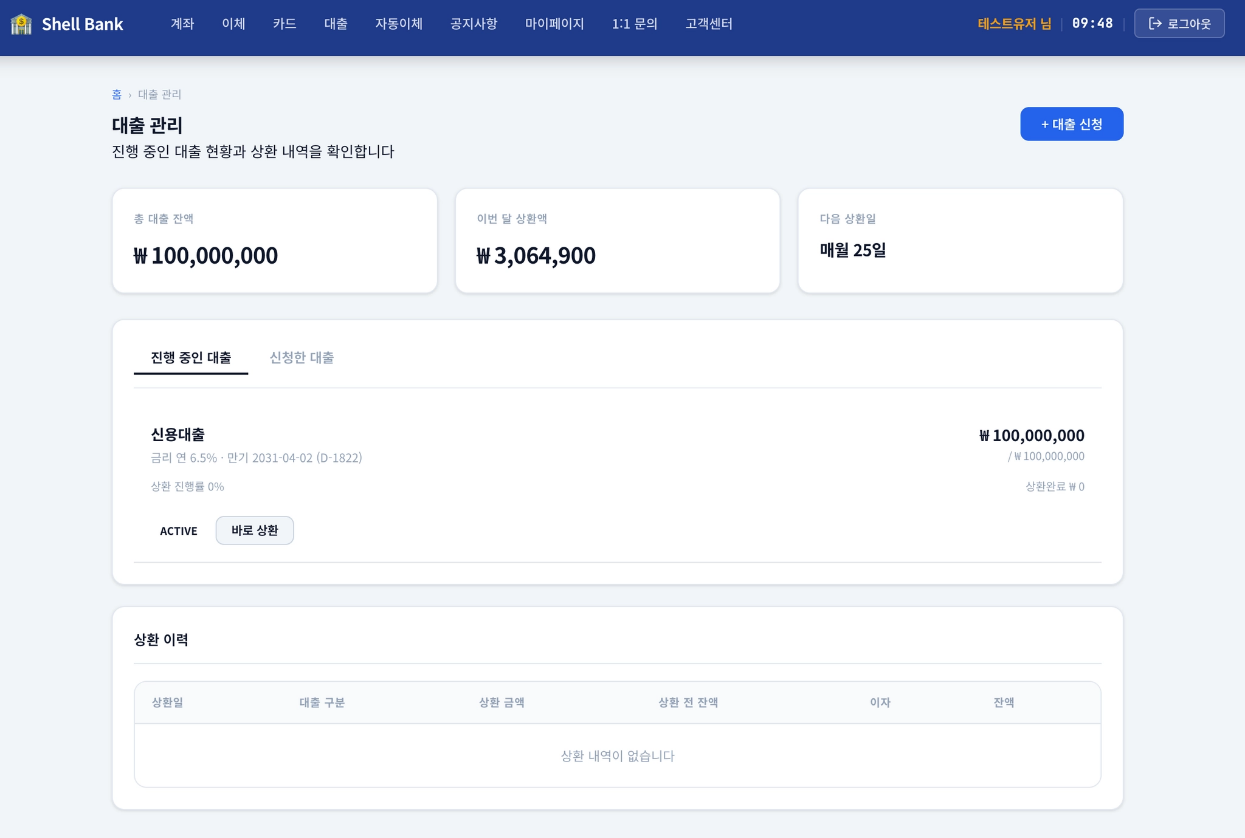 Shell Bank 계좌 이체 카드 대출 자동이체 공지사항 마이페이지 1:1 문의 고객센터 테스트유저 님 | 09:48 | 로그아웃
홈 › 대출 관리
대출 관리
+ 대출 신청
진행 중인 대출 현황과 상환 내역을 확인합니다
총 대출 잔액
₩ 100,000,000
이번 달 상환액
₩ 3,064,900
다음 상환일
매월 25일
진행 중인 대출 신청한 대출
신용대출 ₩ 100,000,000
금리 연 6.5% · 만기 2031-04-02 (D-1822) / ₩ 100,000,000
상환 진행률 0% 상환완료 ₩ 0
ACTIVE 바로 상환
상환 이력
상환일 대출 구분 상환 금액 상환 전 잔액 이자 잔액
상환 내역이 없습니다